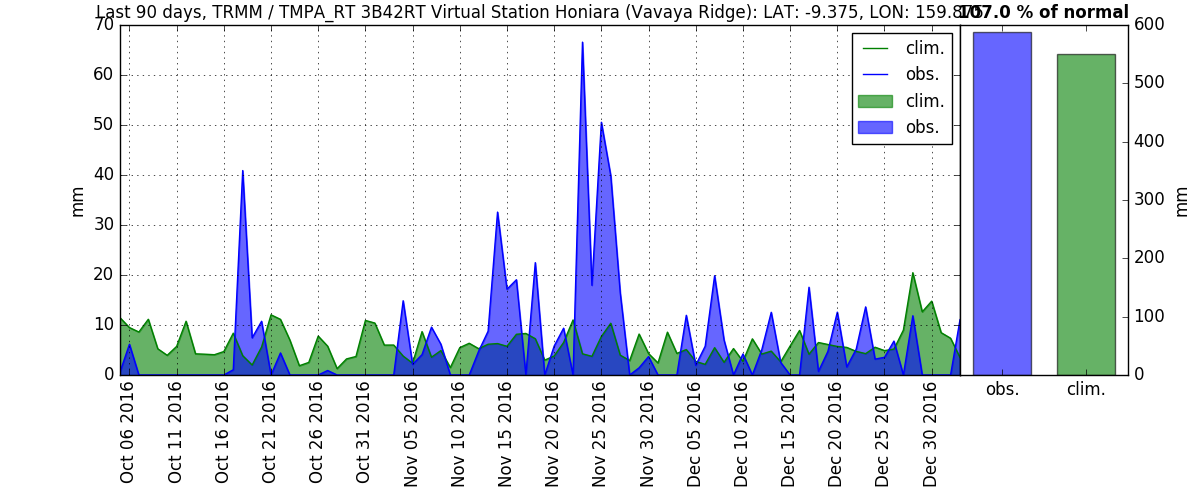 Last 90 days, TRMM / TMPA_RT 3B42RT Virtual Station Honiara (Vavaya Ridge): LAT: -9.375, LON: 159.875
107.0 % of normal
70
60
50
40
30
20
10
0
mm
clim.
obs.
clim.
obs.
Oct 06 2016
Oct 11 2016
Oct 16 2016
Oct 21 2016
Oct 26 2016
Oct 31 2016
Nov 05 2016
Nov 10 2016
Nov 15 2016
Nov 20 2016
Nov 25 2016
Nov 30 2016
Dec 05 2016
Dec 10 2016
Dec 15 2016
Dec 20 2016
Dec 25 2016
Dec 30 2016
600
500
400
300
200
100
0
mm
obs. clim.